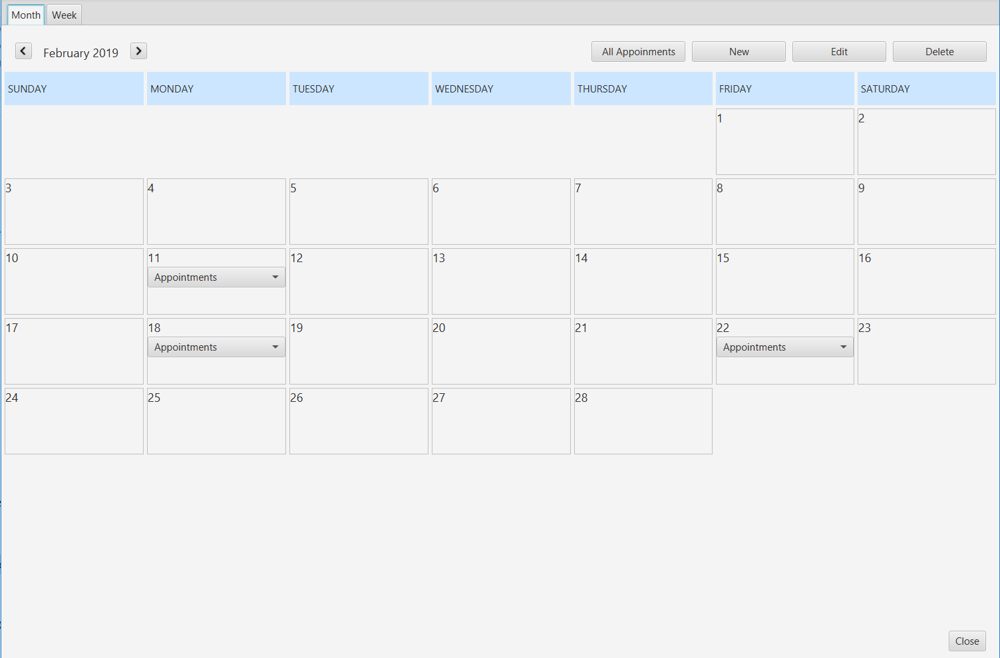 Month Week
February 2019 All Appoinments New Edit Delete
SUNDAY MONDAY TUESDAY WEDNESDAY THURSDAY FRIDAY SATURDAY
1 2
3 4 5 6 7 8 9
10 11 12 13 14 15 16
Appointments
17 18 19 20 21 22 23
Appointments Appointments
24 25 26 27 28
Close